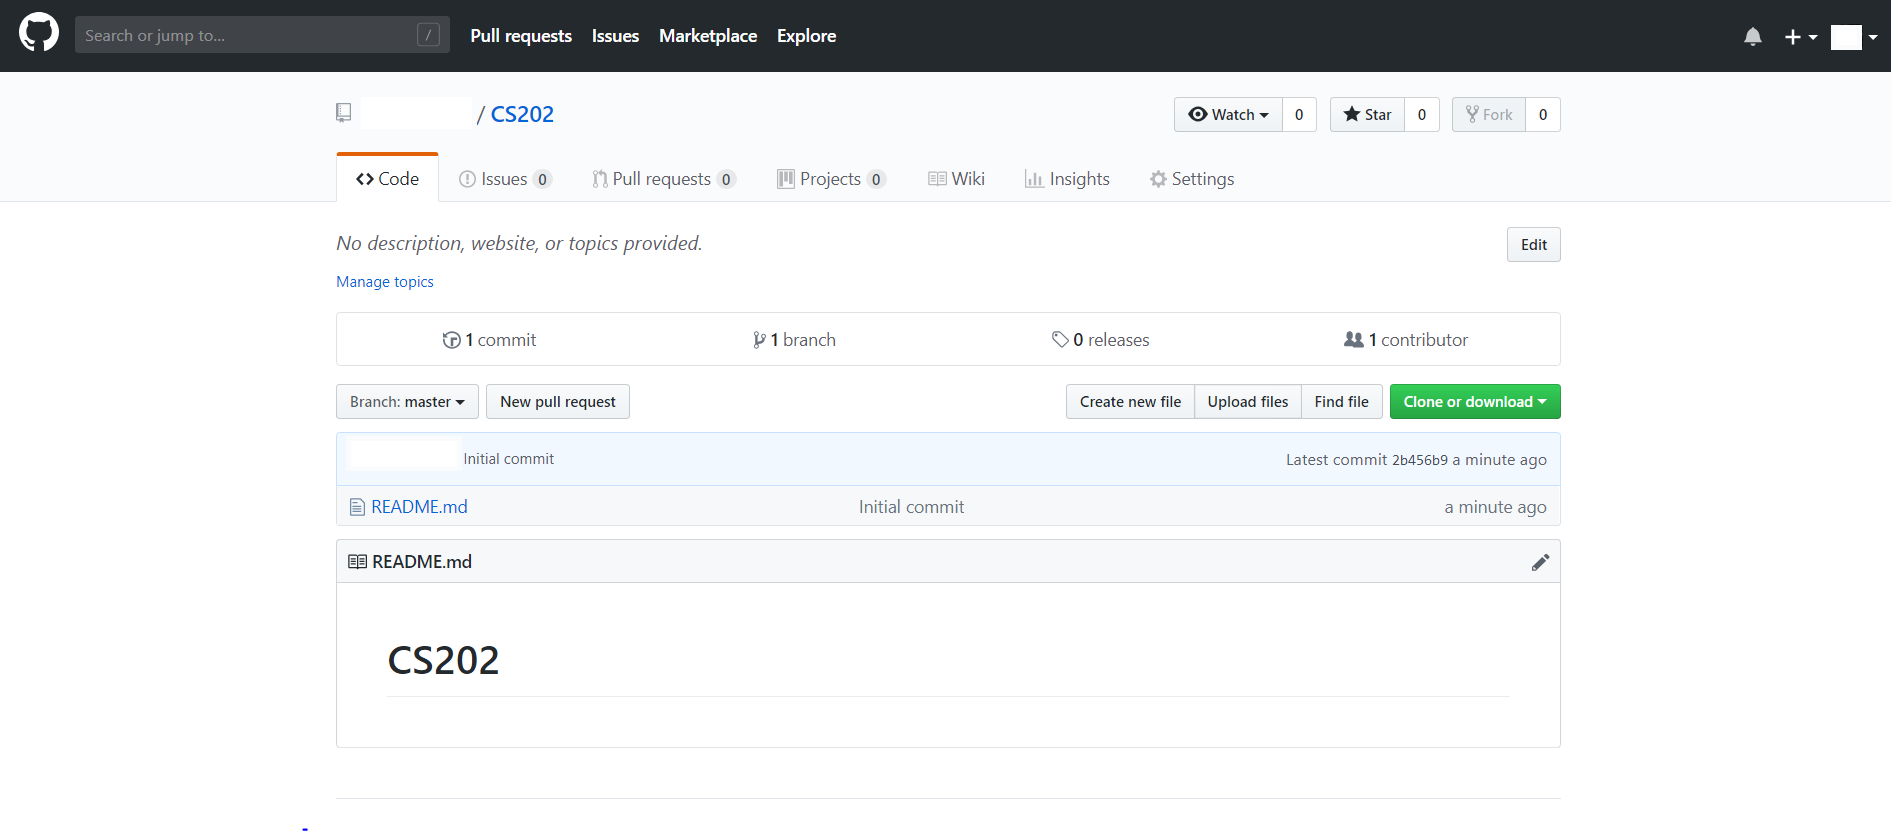 Search or jump to... / Pull requests Issues Marketplace Explore
/ CS202 Watch 0 Star 0 Fork 0
Code Issues 0 Pull requests 0 Projects 0 Wiki Insights Settings
No description, website, or topics provided. Edit
Manage topics
1 commit 1 branch 0 releases 1 contributor
Branch: master New pull request Create new file Upload files Find file Clone or download
Initial commit Latest commit 2b456b9 a minute ago
README.md Initial commit a minute ago
README.md
CS202